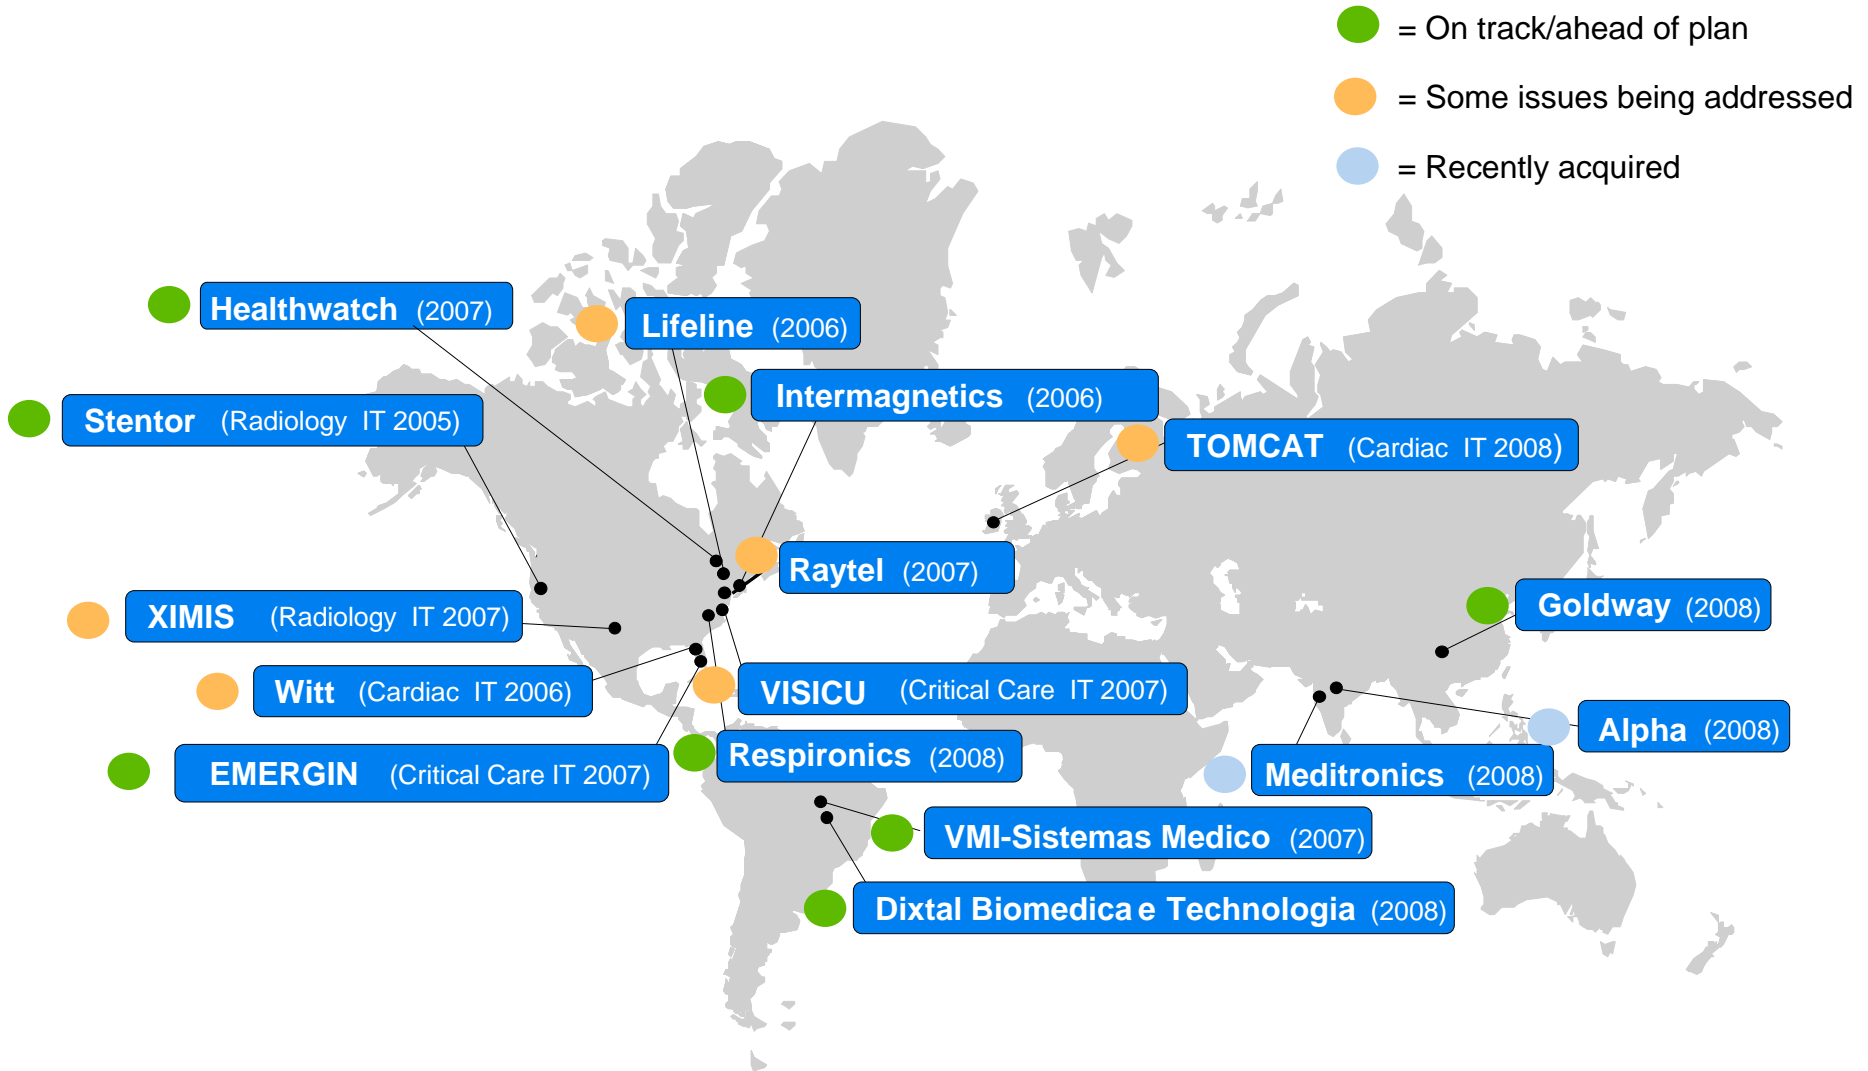 = On track/ahead of plan
= Some issues being addressed
= Recently acquired
Healthwatch (2007)
Lifeline (2006)
Intermagnetics (2006)
Stentor (Radiology IT 2005)
TOMCAT (Cardiac IT 2008)
Raytel (2007)
XIMIS (Radiology IT 2007)
Goldway (2008)
Witt (Cardiac IT 2006)
VISICU (Critical Care IT 2007)
Alpha (2008)
EMERGIN (Critical Care IT 2007)
Respironics (2008)
Meditronics (2008)
VMI-Sistemas Medico (2007)
Dixtal Biomedica e Technologia (2008)